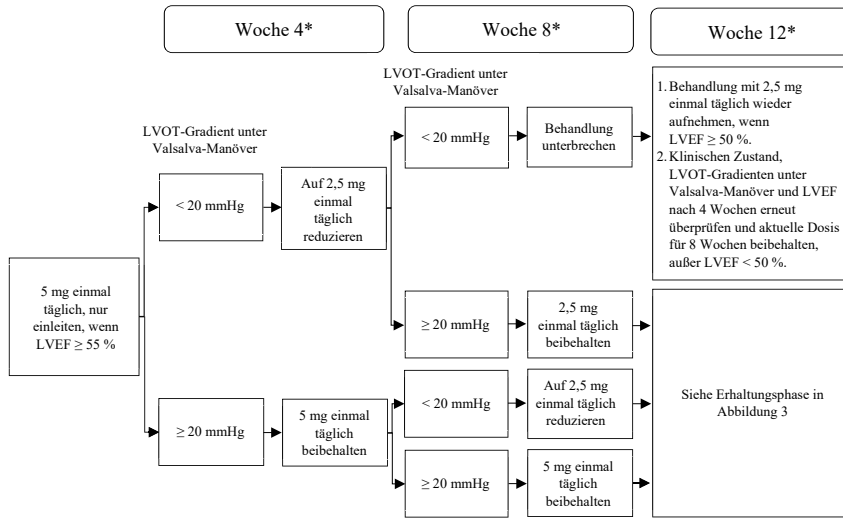 Woche 4*
Woche 8*
Woche 12*
LVOT-Gradient unter
Valsalva-Manöver
LVOT-Gradient unter
Valsalva-Manöver
5 mg einmal
täglich, nur
einleiten, wenn
LVEF ≥ 55 %
< 20 mmHg
Auf 2,5 mg
einmal
täglich
reduzieren
< 20 mmHg
Behandlung
unterbrechen
1. Behandlung mit 2,5 mg
einmal täglich wieder
aufnehmen, wenn
LVEF ≥ 50 %.
2. Klinischen Zustand,
LVOT-Gradienten unter
Valsalva-Manöver und LVEF
nach 4 Wochen erneut
überprüfen und aktuelle Dosis
für 8 Wochen beibehalten,
außer LVEF < 50 %.
≥ 20 mmHg
2,5 mg
einmal täglich
beibehalten
≥ 20 mmHg
5 mg einmal
täglich
beibehalten
< 20 mmHg
Auf 2,5 mg
einmal täglich
reduzieren
≥ 20 mmHg
5 mg einmal
täglich
beibehalten
Siehe Erhaltungsphase in
Abbildung 3